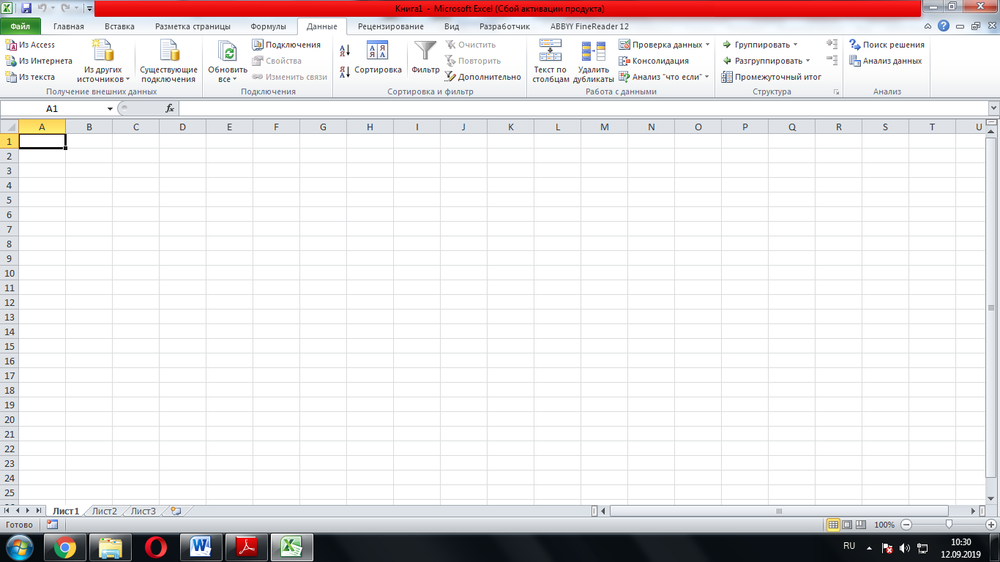 Книга1 - Microsoft Excel (Сбой активации продукта)
Файл Главная Вставка Разметка страницы Формулы Данные Рецензирование Вид Разработчик ABBYY FineReader 12
Из Access
Из Интернета
Из текста
Из других источников
Существующие подключения
Получение внешних данных
Обновить все
Подключения
Свойства
Изменить связи
Подключения
Сортировка
Фильтр
Очистить
Повторить
Дополнительно
Сортировка и фильтр
Текст по столбцам
Удалить дубликаты
Проверка данных
Консолидация
Анализ "что если"
Работа с данными
Группировать
Разгруппировать
Промежуточный итог
Структура
Поиск решения
Анализ данных
Анализ
A1 fx
A B C D E F G H I J K L M N O P Q R S T U
1
2
3
4
5
6
7
8
9
10
11
12
13
14
15
16
17
18
19
20
21
22
23
24
25
Лист1 Лист2 Лист3
Готово 100%
RU 10:30
12.09.2019